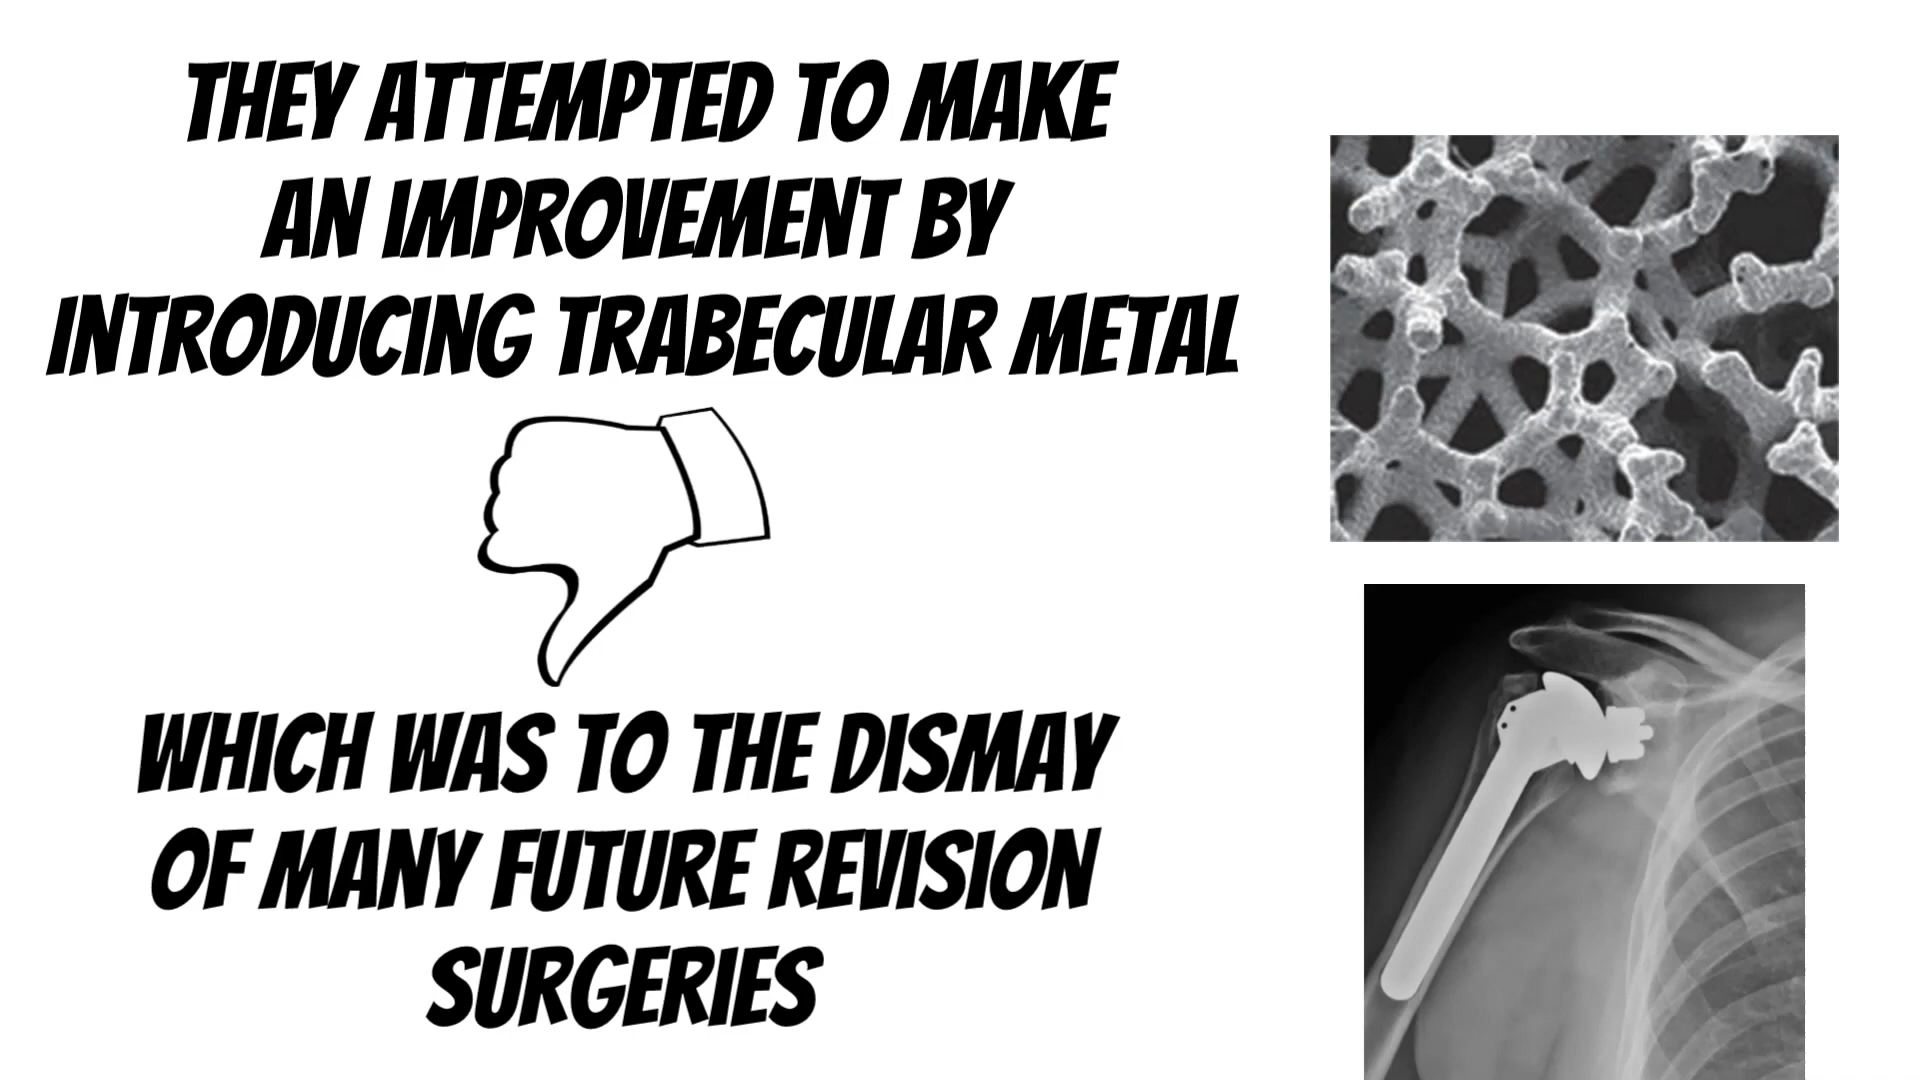 THEY ATTEMPTED TO MAKE
AN IMPROVEMENT BY
INTRODUCING TRABECULAR METAL
WHICH WAS TO THE DISMAY
OF MANY FUTURE REVISION
SURGERIES